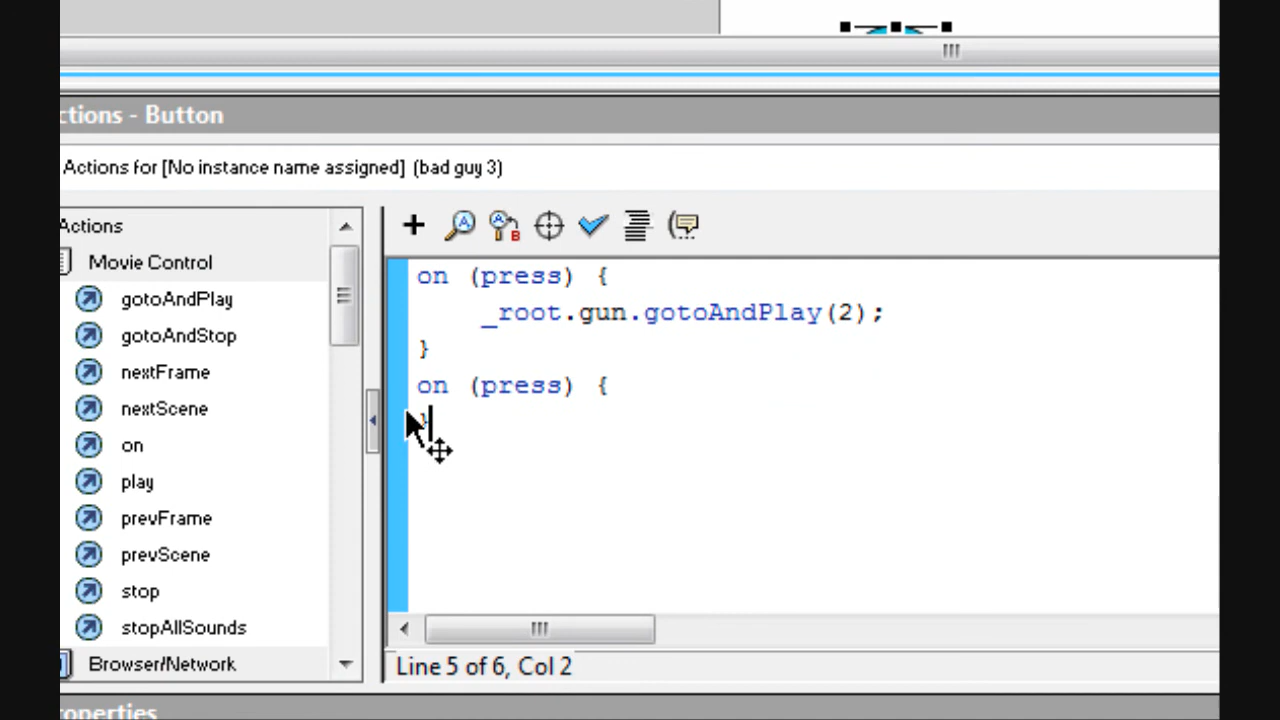 ctions - Button
Actions for [No instance name assigned] (bad guy 3)
Actions
Movie Control
gotoAndPlay
gotoAndStop
nextFrame
nextScene
on
play
prevFrame
prevScene
stop
stopAllSounds
Browser/Network
on (press) {
_root.gun.gotoAndPlay(2);
}
on (press) {
}
Line 5 of 6, Col 2
roperties